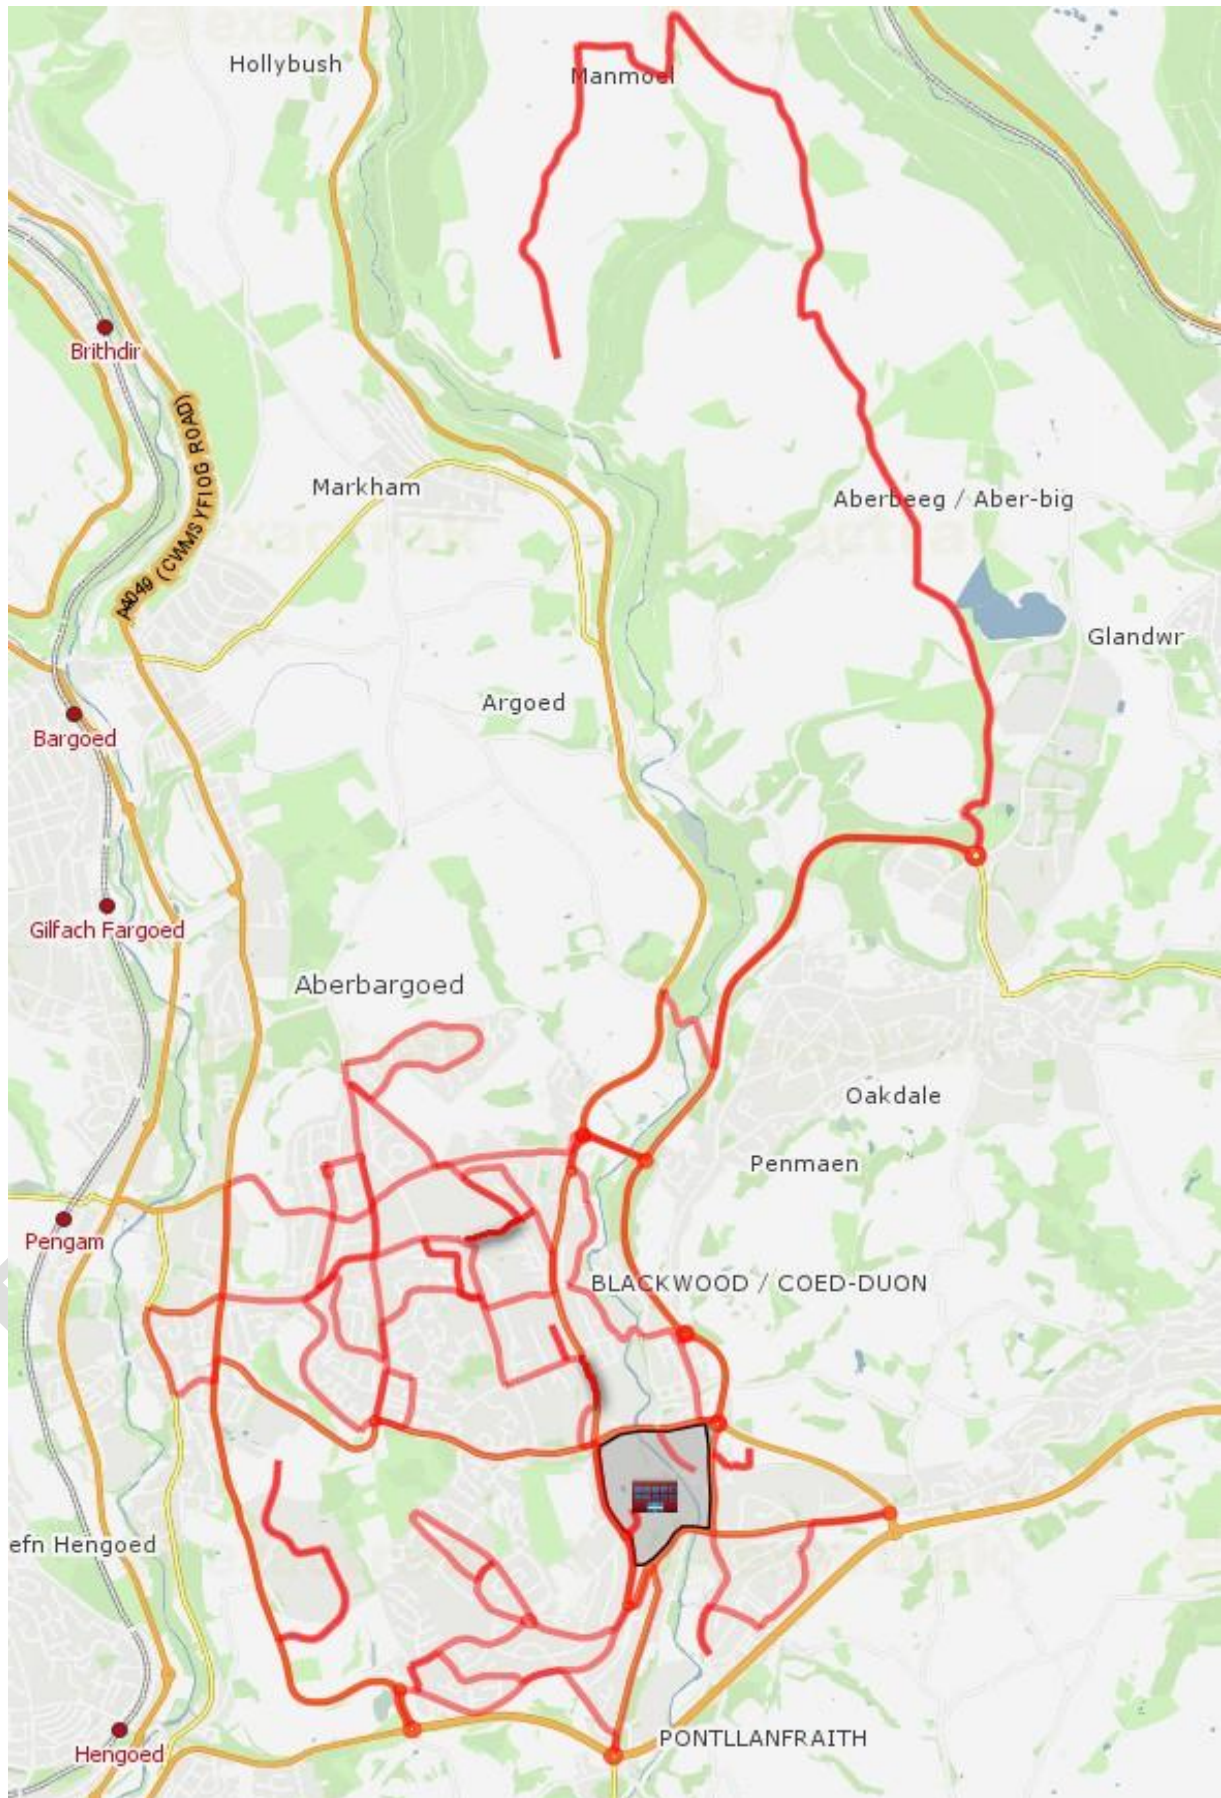 Hollybush
Manmoel
Brithdir
A4049 (CWMSYFIOG ROAD)
Markham
Aberbeeg / Aber-big
Glandwr
Argoed
Bargoed
Gilfach Fargoed
Aberbargoed
Oakdale
Penmaen
Pengam
BLACKWOOD / COED-DUON
efn Hengoed
PONTLLANFRAITH
Hengoed